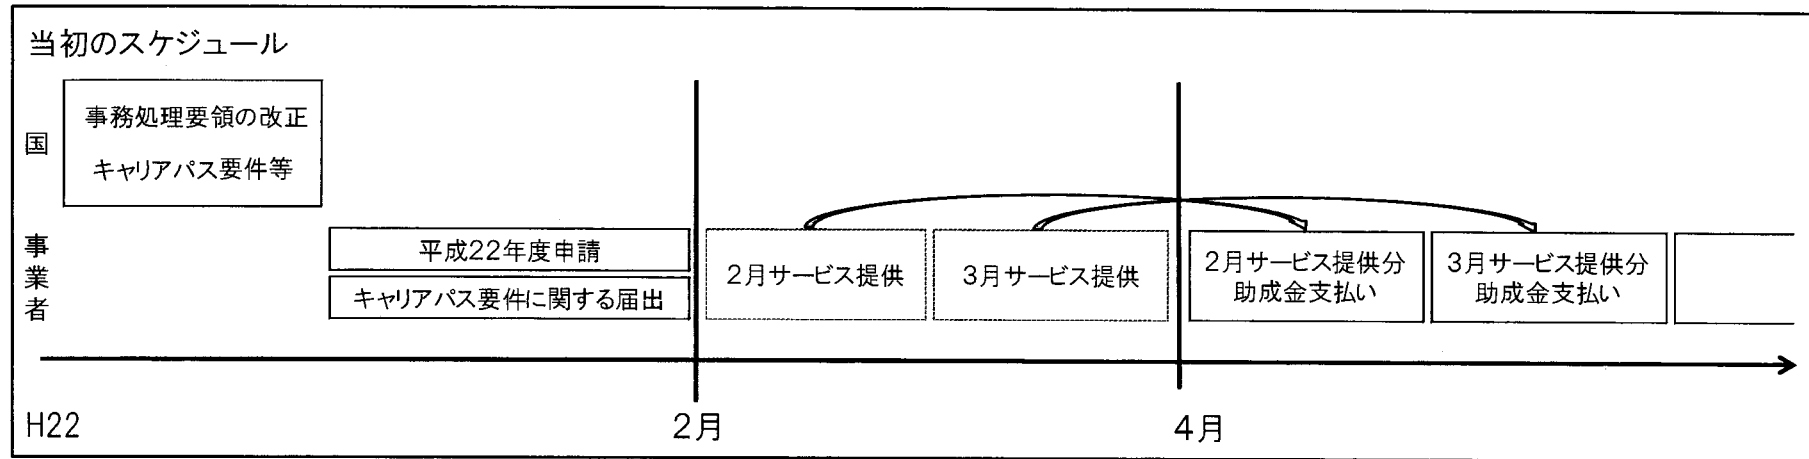 当初のスケジュール
国
事務処理要領の改正
キャリアパス要件等
事業者
平成22年度申請
キャリアパス要件に関する届出
2月サービス提供
3月サービス提供
2月サービス提供分
助成金支払い
3月サービス提供分
助成金支払い
H22
2月
4月